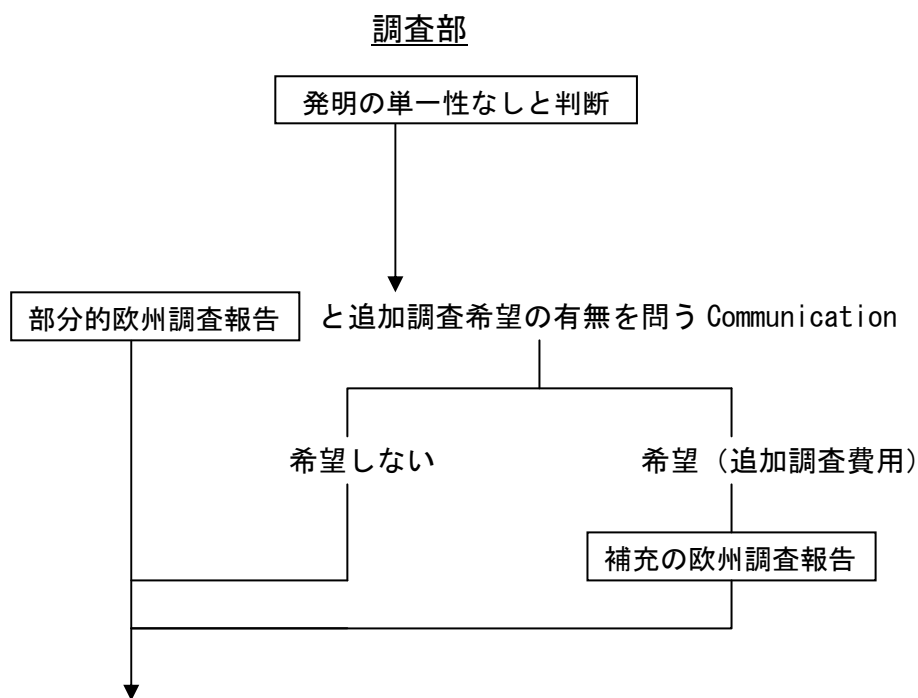 調査部
発明の単一性なしと判断
部分的欧州調査報告 と追加調査希望の有無を問う Communication
希望しない 希望（追加調査費用）
補充の欧州調査報告